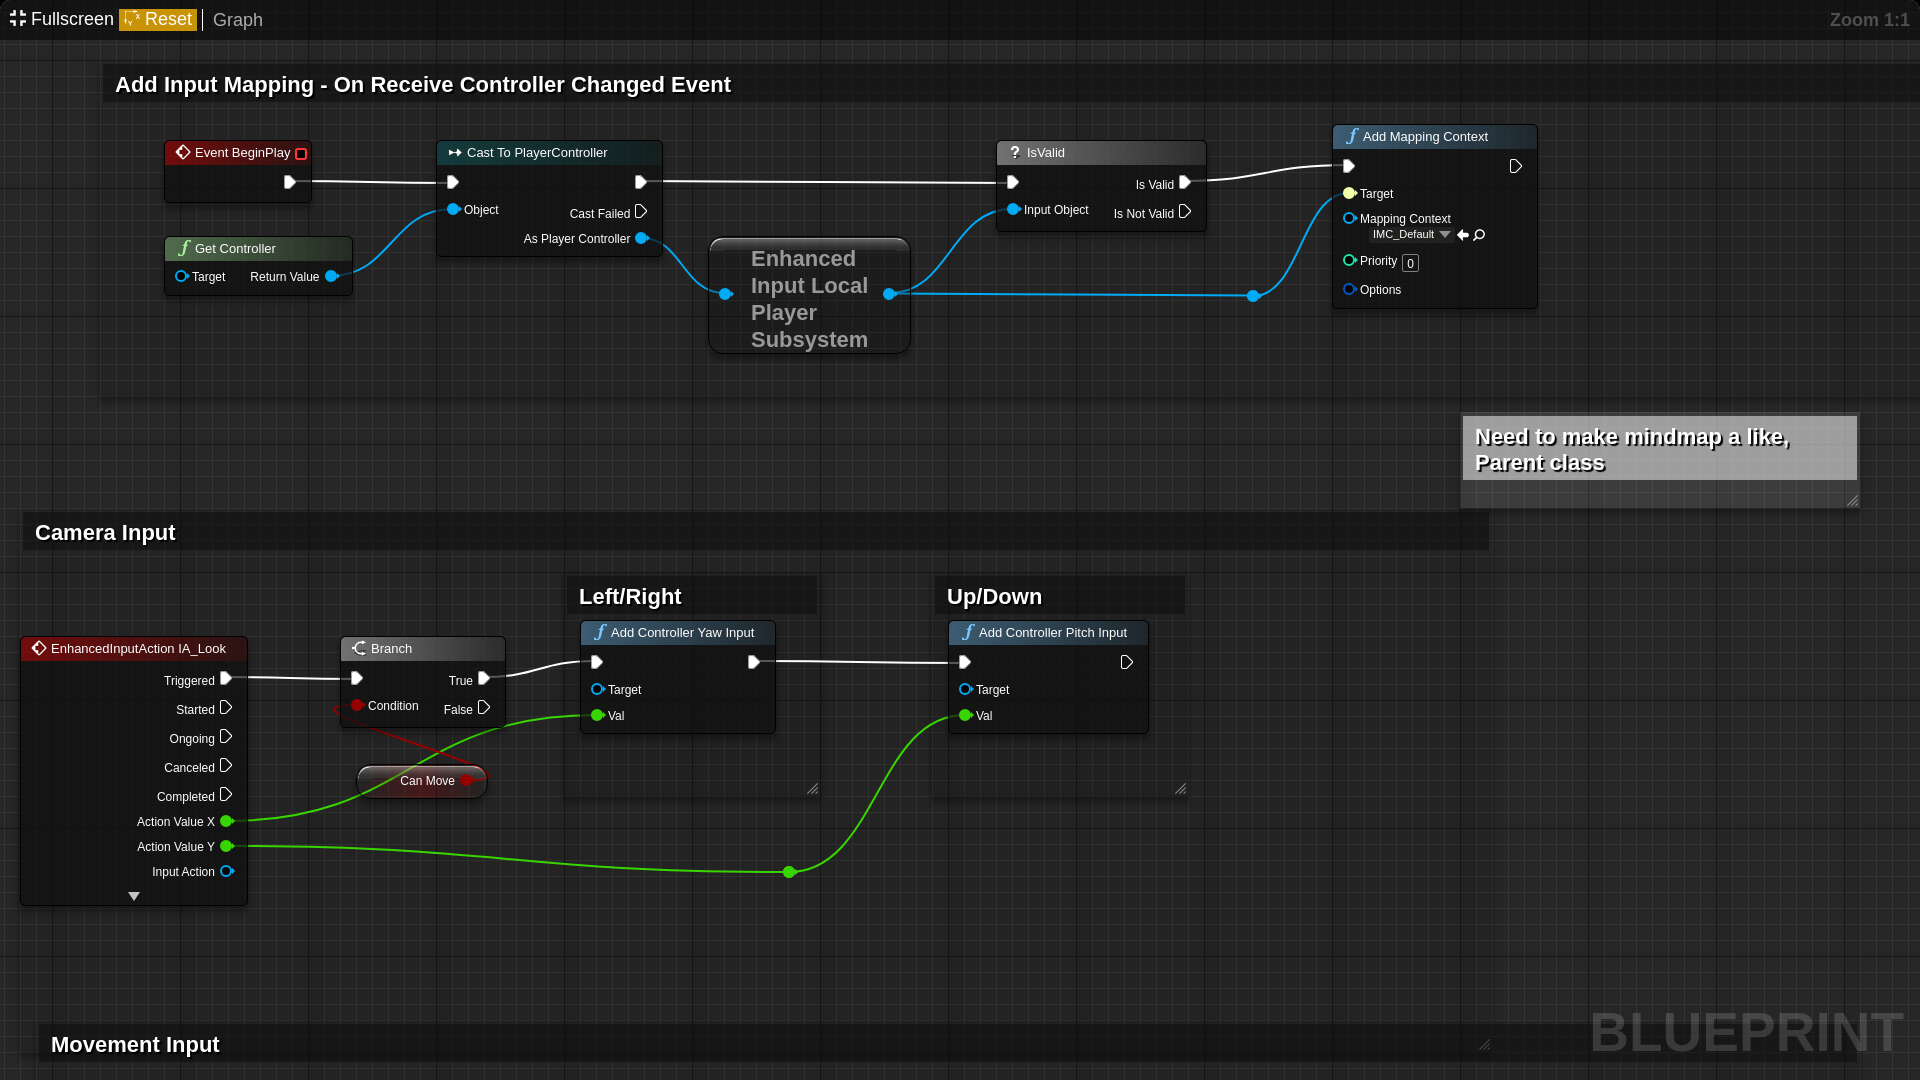 Fullscreen Reset Graph Zoom 1:1
Add Input Mapping - On Receive Controller Changed Event
Event BeginPlay
Get Controller
Target Return Value
Cast To PlayerController
Object
Cast Failed
As Player Controller
Enhanced
Input Local
Player
Subsystem
? IsValid
Is Valid
Input Object Is Not Valid
f Add Mapping Context
Target
Mapping Context
IMC_Default
Priority 0
Options
Need to make mindmap a like,
Parent class
Camera Input
EnhancedInputAction IA_Look
Triggered
Started
Ongoing
Canceled
Completed
Action Value X
Action Value Y
Input Action
Branch
True
Condition False
Can Move
Left/Right
f Add Controller Yaw Input
Target
Val
Up/Down
f Add Controller Pitch Input
Target
Val
Movement Input
BLUEPRINT